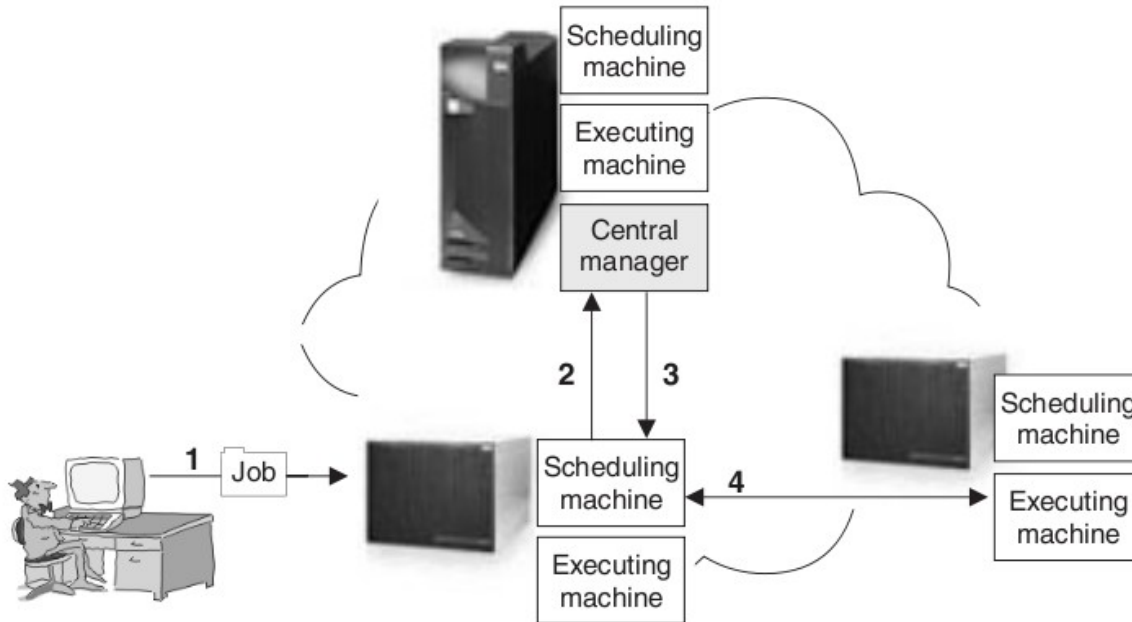 Scheduling
machine
Executing
machine
Central
manager
2
3
1
Job
Scheduling
machine
4
Executing
machine
Scheduling
machine
Executing
machine